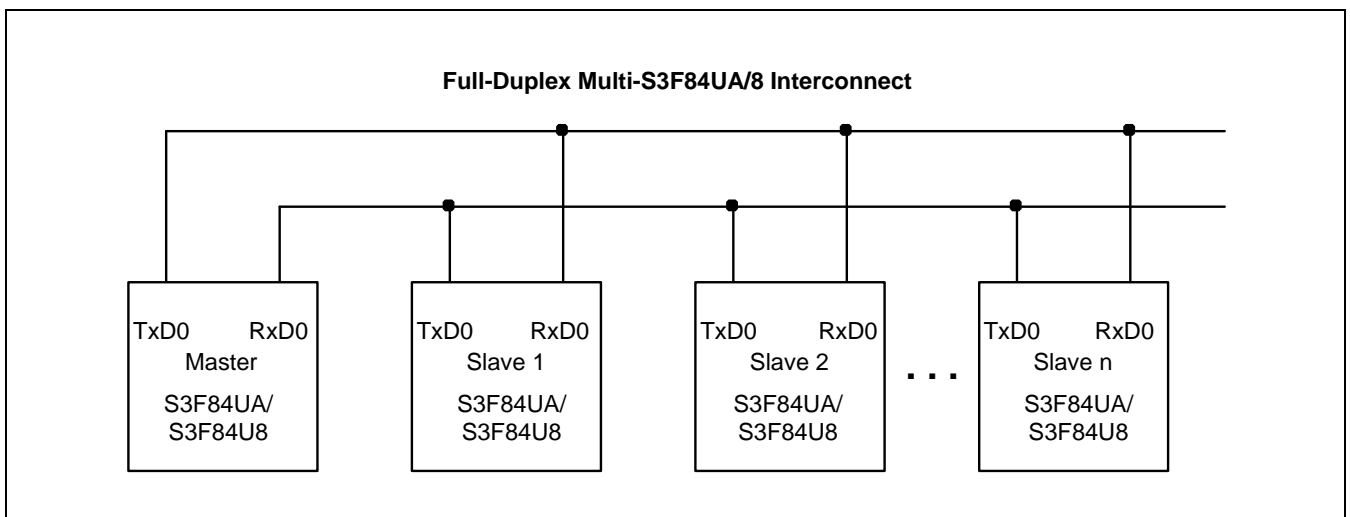 Full-Duplex Multi-S3F84UA/8 Interconnect
TxD0 RxD0
Master
S3F84UA/
S3F84U8
TxD0 RxD0
Slave 1
S3F84UA/
S3F84U8
TxD0 RxD0
Slave 2
S3F84UA/
S3F84U8
. . .
TxD0 RxD0
Slave n
S3F84UA/
S3F84U8